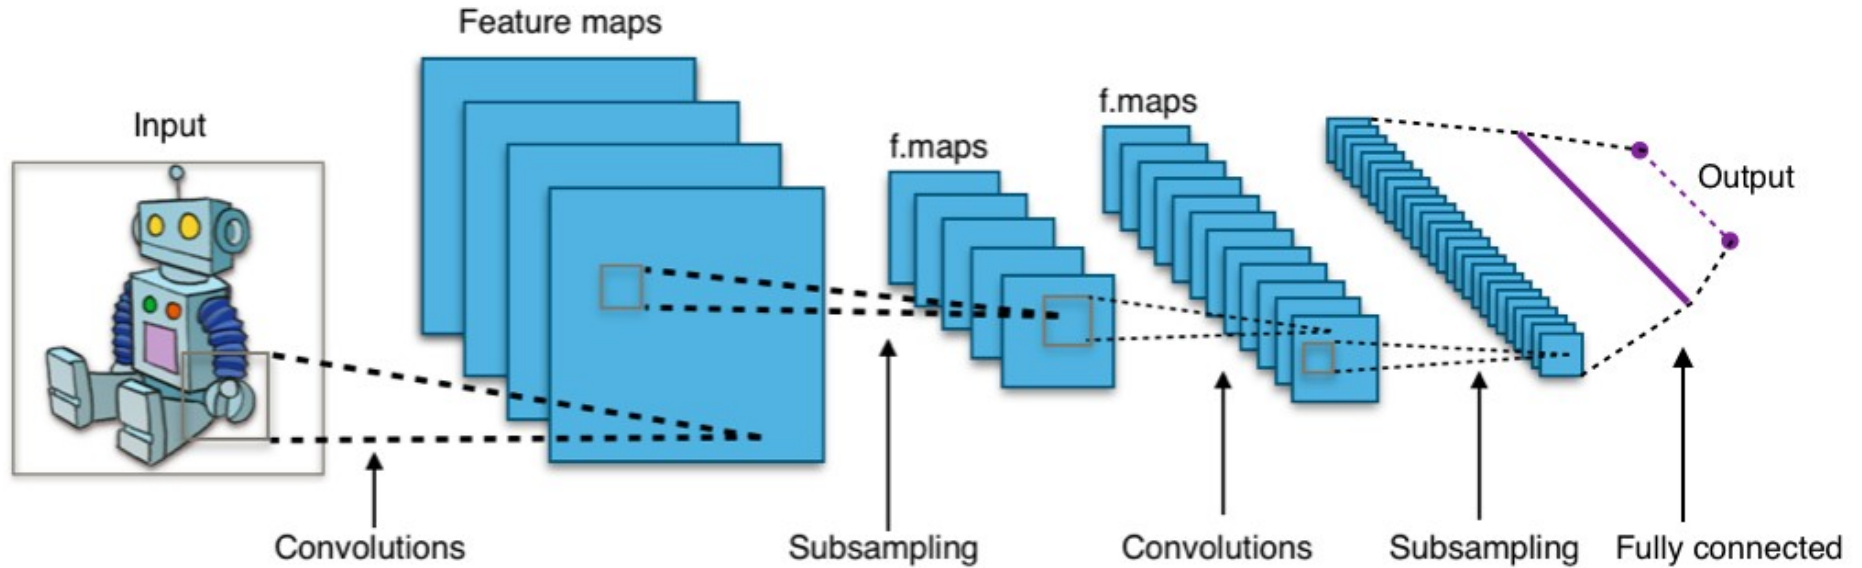 Feature maps
Input
f.maps
f.maps
Output
Convolutions
Subsampling
Convolutions
Subsampling
Fully connected